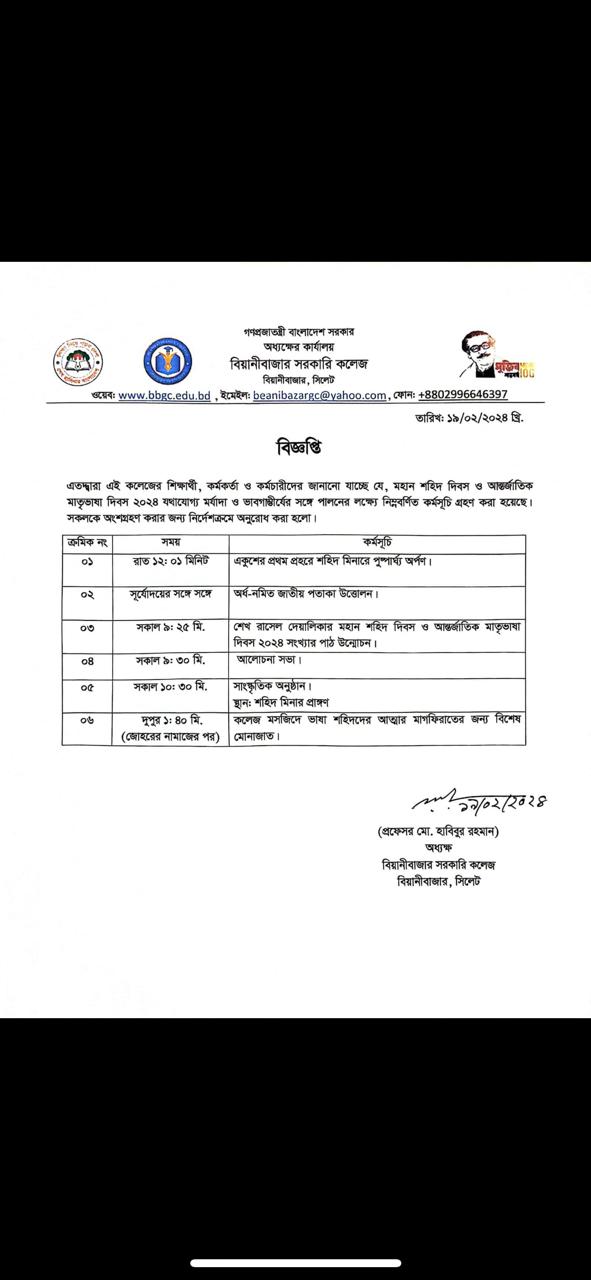 গণপ্রজাতন্ত্রী বাংলাদেশ সরকার
অধ্যক্ষের কার্যালয়
বিয়ানীবাজার সরকারি কলেজ
বিয়ানীবাজার, সিলেট
ওয়েব: www.bbgc.edu.bd , ইমেইল: beanibazargc@yahoo.com , ফোন: +8802996646397
তারিখ: ১৯/০২/২০২৪ খ্রি.
বিজ্ঞপ্তি
এতদ্দ্বারা এই কলেজের শিক্ষার্থী, কর্মকর্তা ও কর্মচারীদের জানানো যাচ্ছে যে, মহান শহিদ দিবস ও আন্তর্জাতিক
মাতৃভাষা দিবস ২০২৪ যথাযোগ্য মর্যাদা ও ভাবগাম্ভীর্যের সঙ্গে পালনের লক্ষ্যে নিম্নবর্ণিত কর্মসূচি গ্রহণ করা হয়েছে।
সকলকে অংশগ্রহণ করার জন্য নির্দেশক্রমে অনুরোধ করা হলো।
ক্রমিক নং সময় কর্মসূচি
০১ রাত ১২: ০১ মিনিট একুশের প্রথম প্রহরে শহিদ মিনারে পুষ্পার্ঘ্য অর্পণ।
০২ সূর্যোদয়ের সঙ্গে সঙ্গে অর্ধ-নমিত জাতীয় পতাকা উত্তোলন।
০৩ সকাল ৯: ২৫ মি. শেখ রাসেল দেয়ালিকার মহান শহিদ দিবস ও আন্তর্জাতিক মাতৃভাষা
দিবস ২০২৪ সংখ্যার পাঠ উন্মোচন।
০৪ সকাল ৯: ৩০ মি. আলোচনা সভা।
০৫ সকাল ১০: ৩০ মি. সাংস্কৃতিক অনুষ্ঠান।
স্থান: শহিদ মিনার প্রাঙ্গণ
০৬ দুপুর ১: ৪০ মি. কলেজ মসজিদে ভাষা শহিদদের আত্মার মাগফিরাতের জন্য বিশেষ
(জোহরের নামাজের পর) মোনাজাত।
১৯/০২/২০২৪
(প্রফেসর মো. হাবিবুর রহমান)
অধ্যক্ষ
বিয়ানীবাজার সরকারি কলেজ
বিয়ানীবাজার, সিলেট